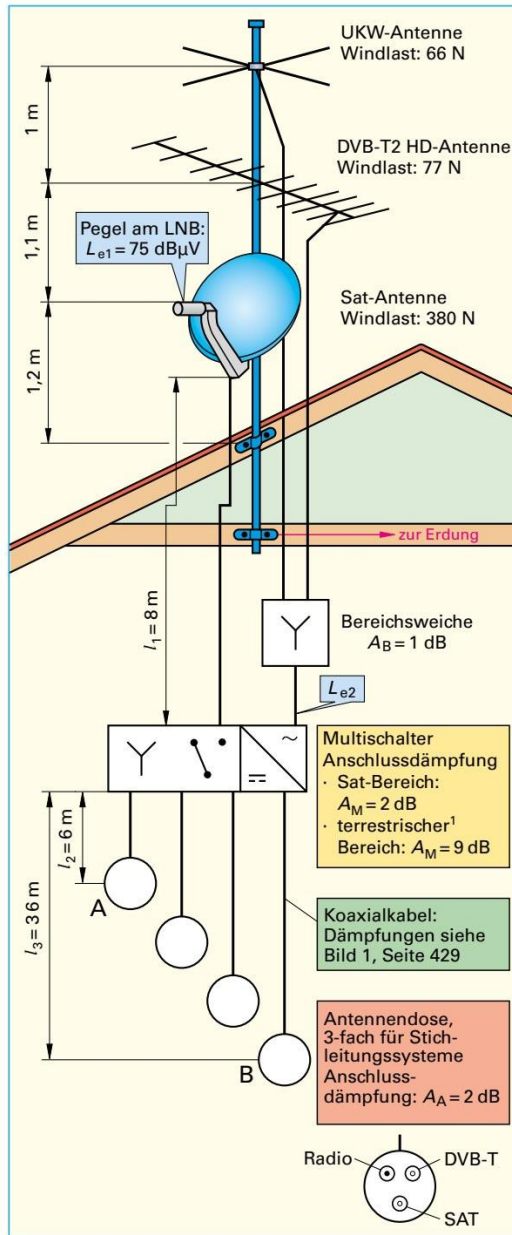 UKW-Antenne
Windlast: 66 N
1 m
DVB-T2 HD-Antenne
Windlast: 77 N
Pegel am LNB:
Le1 = 75 dBµV
1,1 m
Sat-Antenne
Windlast: 380 N
1,2 m
zur Erdung
l1 = 8 m
Bereichsweiche
AB = 1 dB
Le2
Multischalter
Anschlussdämpfung
· Sat-Bereich:
AM = 2 dB
· terrestrischer¹
Bereich: AM = 9 dB
l2 = 6 m
A
l3 = 36 m
Koaxialkabel:
Dämpfungen siehe
Bild 1, Seite 429
B
Antennendose,
3-fach für Stich-
leitungssysteme
Anschluss-
dämpfung: AA = 2 dB
Radio
DVB-T
SAT